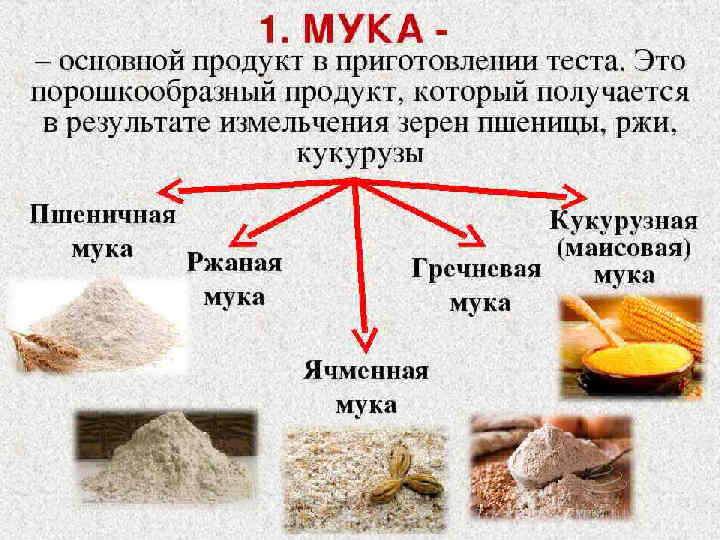 1. МУКА -
– основной продукт в приготовлении теста. Это
порошкообразный продукт, который получается
в результате измельчения зерен пшеницы, ржи,
кукурузы
Пшеничная
мука
Ржаная
мука
Ячменная
мука
Гречневая
мука
Кукурузная
(маисовая)
мука